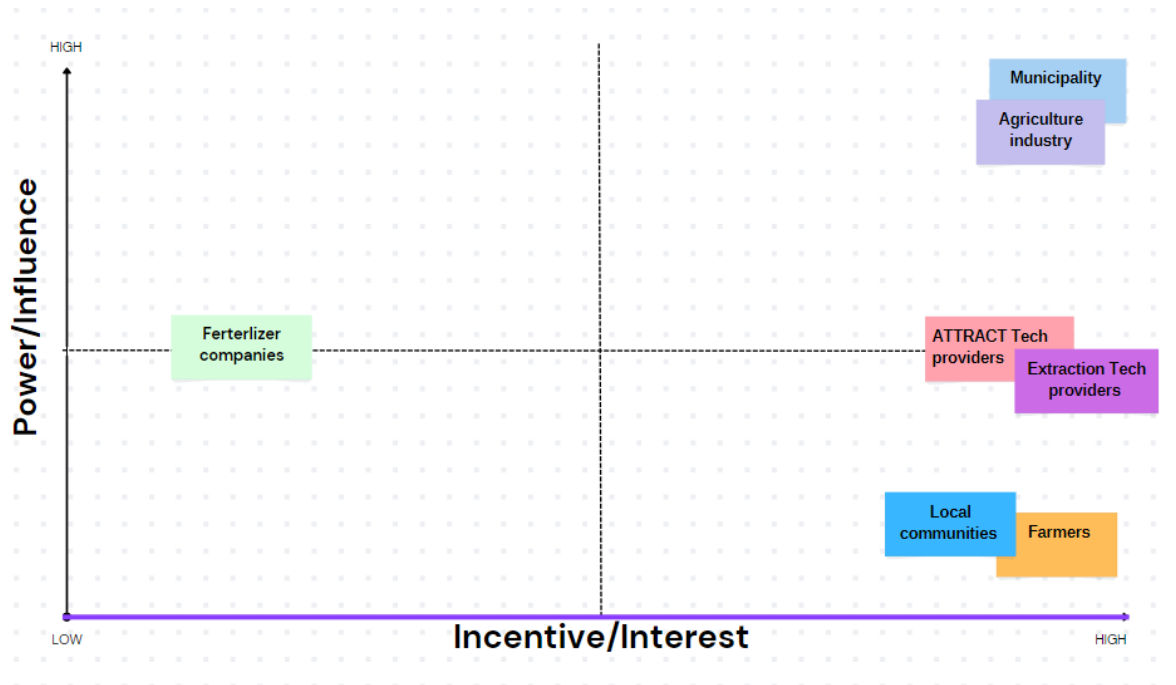 HIGH
Municipality
Agriculture
industry
Power/Influence
Ferterlizer
companies
ATTRACT Tech
providers
Extraction Tech
providers
Local
communities
Farmers
LOW
Incentive/Interest
HIGH